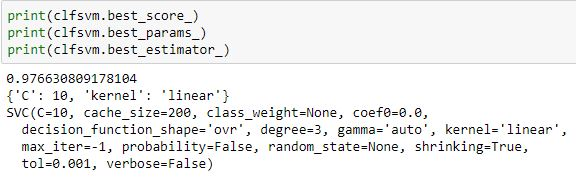 print(clfsvm.best_score_)
print(clfsvm.best_params_)
print(clfsvm.best_estimator_)
0.976630809178104
{'C': 10, 'kernel': 'linear'}
SVC(C=10, cache_size=200, class_weight=None, coef0=0.0,
  decision_function_shape='ovr', degree=3, gamma='auto', kernel='linear',
  max_iter=-1, probability=False, random_state=None, shrinking=True,
  tol=0.001, verbose=False)